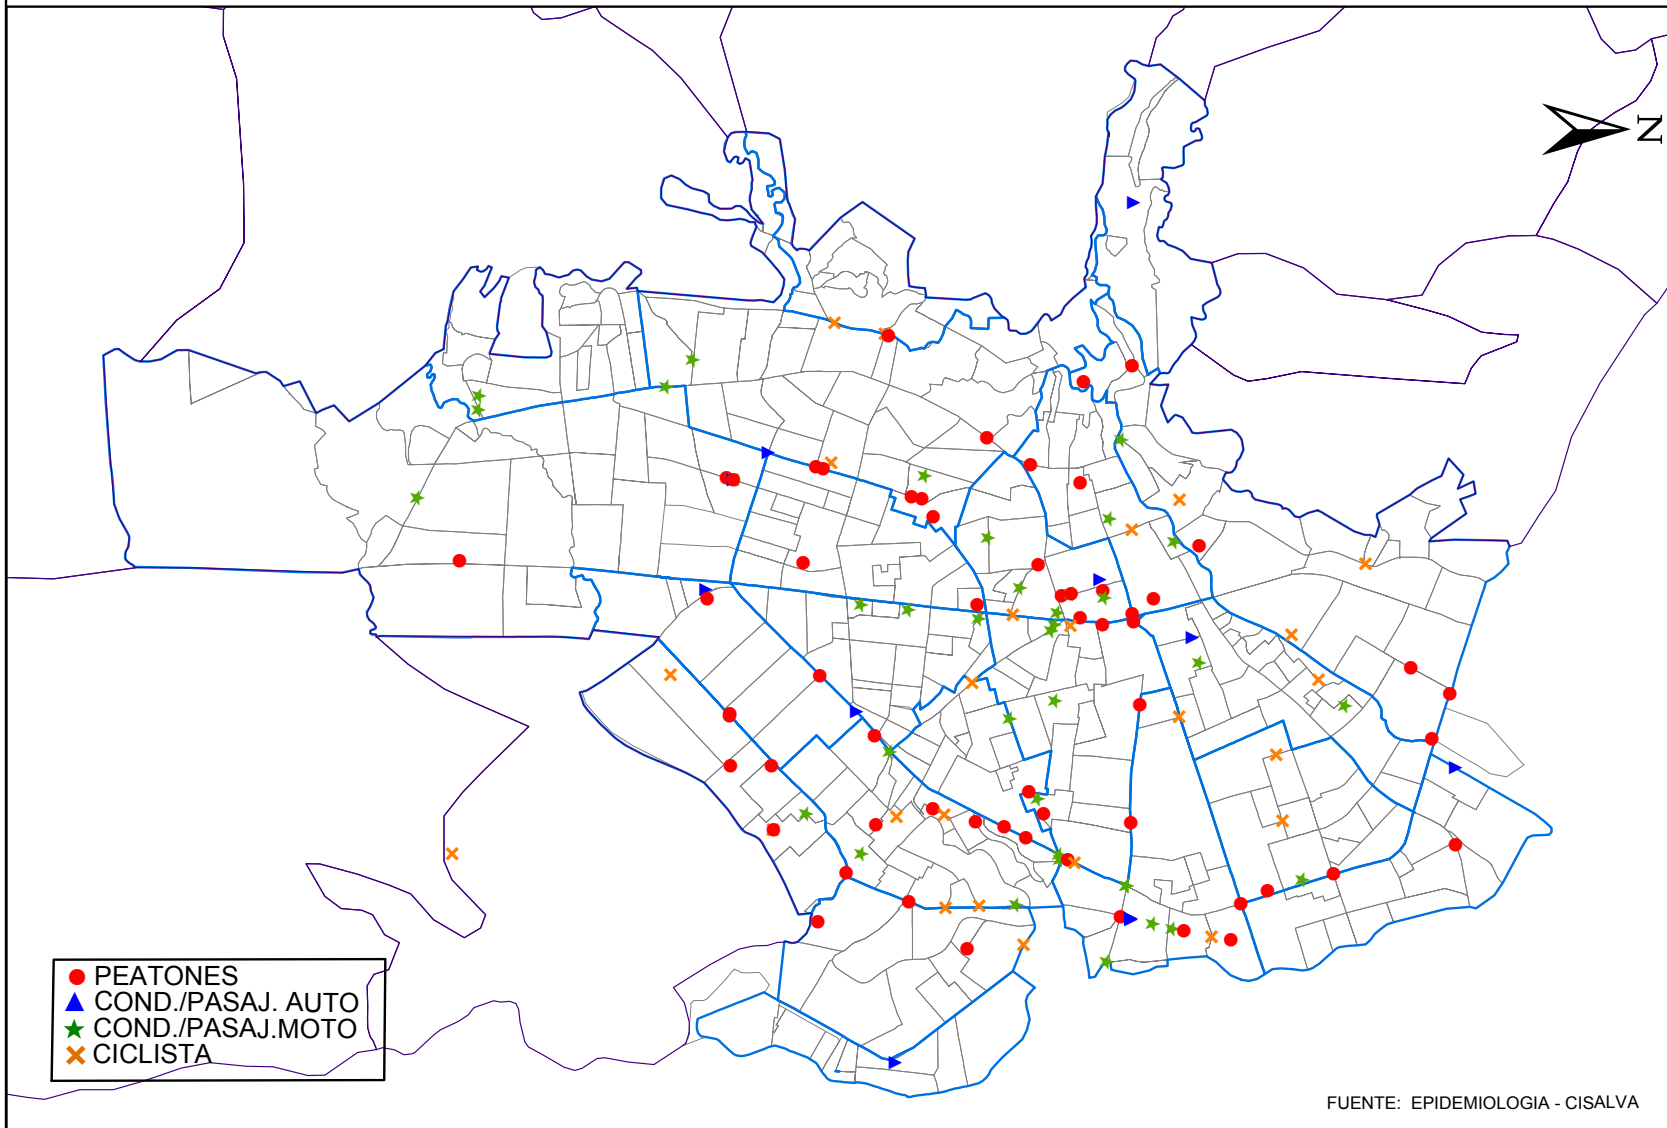 N
PEATONES
COND./PASAJ. AUTO
COND./PASAJ.MOTO
CICLISTA
FUENTE: EPIDEMIOLOGIA - CISALVA